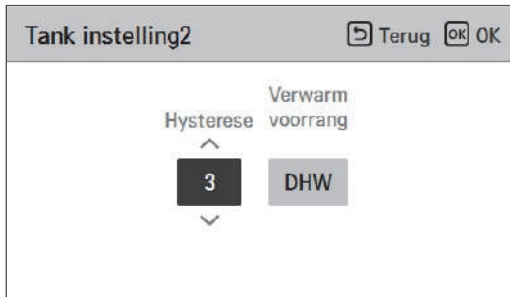 Tank instelling2 Terug OK OK
Verwarm
Hysterese voorrang
3 DHW